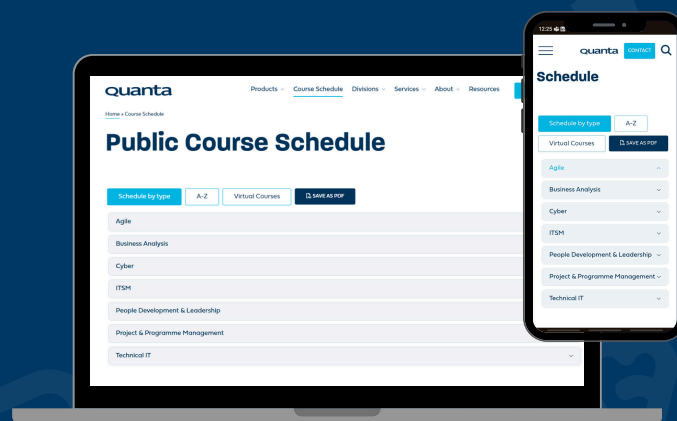 quanta
Products Course Schedule Divisions Services About Resources
Home » Course Schedule
Public Course Schedule
Schedule by type A-Z Virtual Courses SAVE AS PDF
Agile
Business Analysis
Cyber
ITSM
People Development & Leadership
Project & Programme Management
Technical IT
12:25
quanta CONTACT
Schedule
Schedule by type A-Z
Virtual Courses SAVE AS PDF
Agile
Business Analysis
Cyber
ITSM
People Development & Leadership
Project & Programme Management
Technical IT